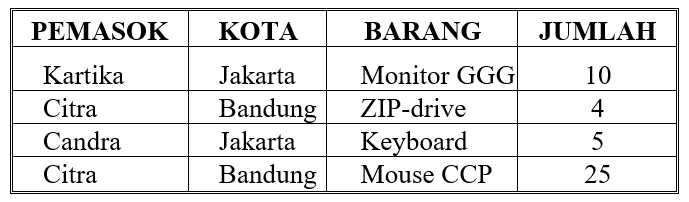 PEMASOK KOTA BARANG JUMLAH
Kartika Jakarta Monitor GGG 10
Citra Bandung ZIP-drive 4
Candra Jakarta Keyboard 5
Citra Bandung Mouse CCP 25